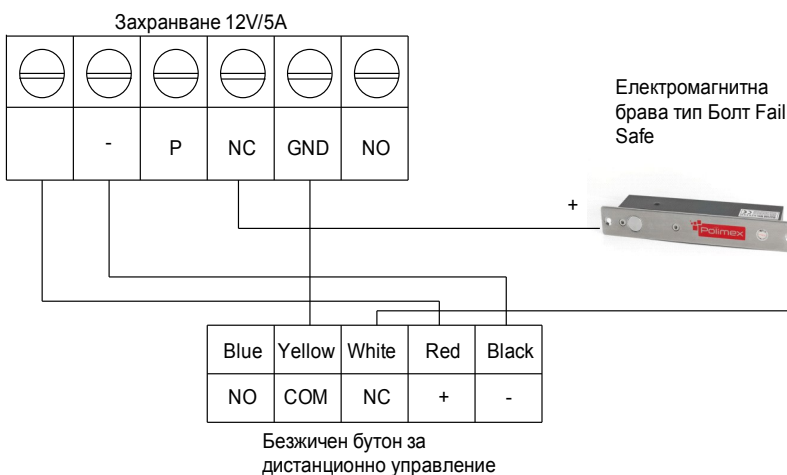 Захранване 12V/5A
- P NC GND NO
Електромагнитна
брава тип Болт Fail
Safe
+
Polimex
Blue Yellow White Red Black
NO COM NC + -
Безжичен бутон за
дистанционно управление